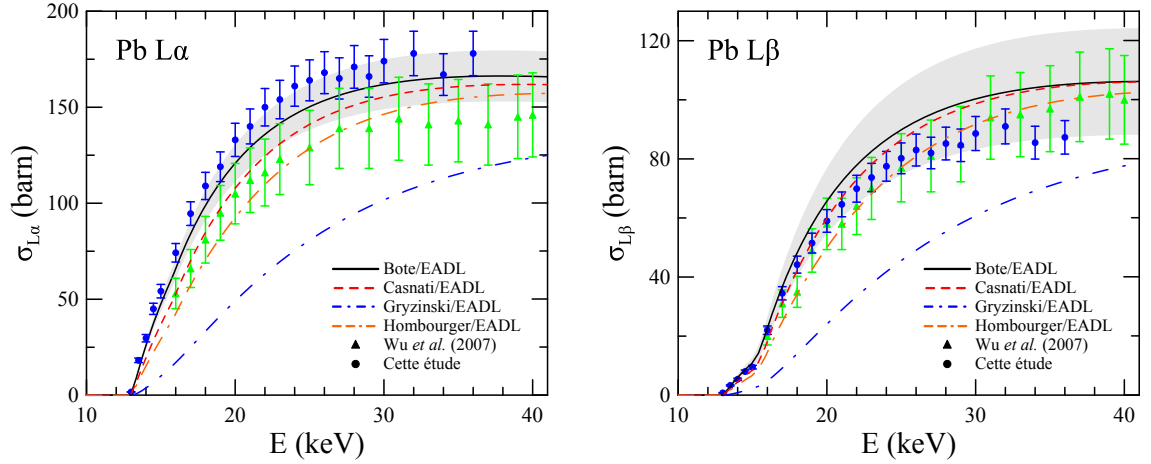 Pb Lα
σLα (barn)
200
150
100
50
0
10
20
30
40
E (keV)
Bote/EADL
Casnati/EADL
Gryzinski/EADL
Hombourger/EADL
Wu et al. (2007)
Cette étude
Pb Lβ
σLβ (barn)
120
80
40
0
10
20
30
40
E (keV)
Bote/EADL
Casnati/EADL
Gryzinski/EADL
Hombourger/EADL
Wu et al. (2007)
Cette étude